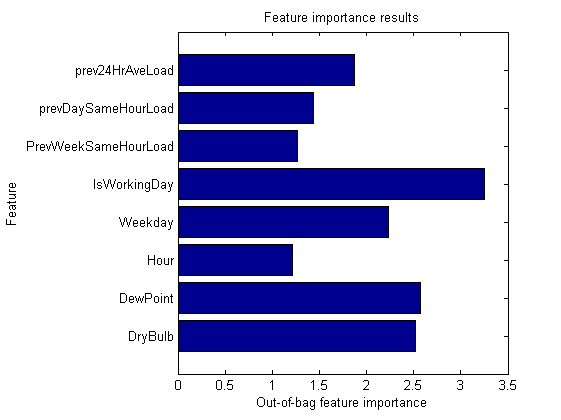 Feature importance results
prev24HrAveLoad
prevDaySameHourLoad
PrevWeekSameHourLoad
IsWorkingDay
Weekday
Hour
DewPoint
DryBulb
Feature
0 0.5 1 1.5 2 2.5 3 3.5
Out-of-bag feature importance